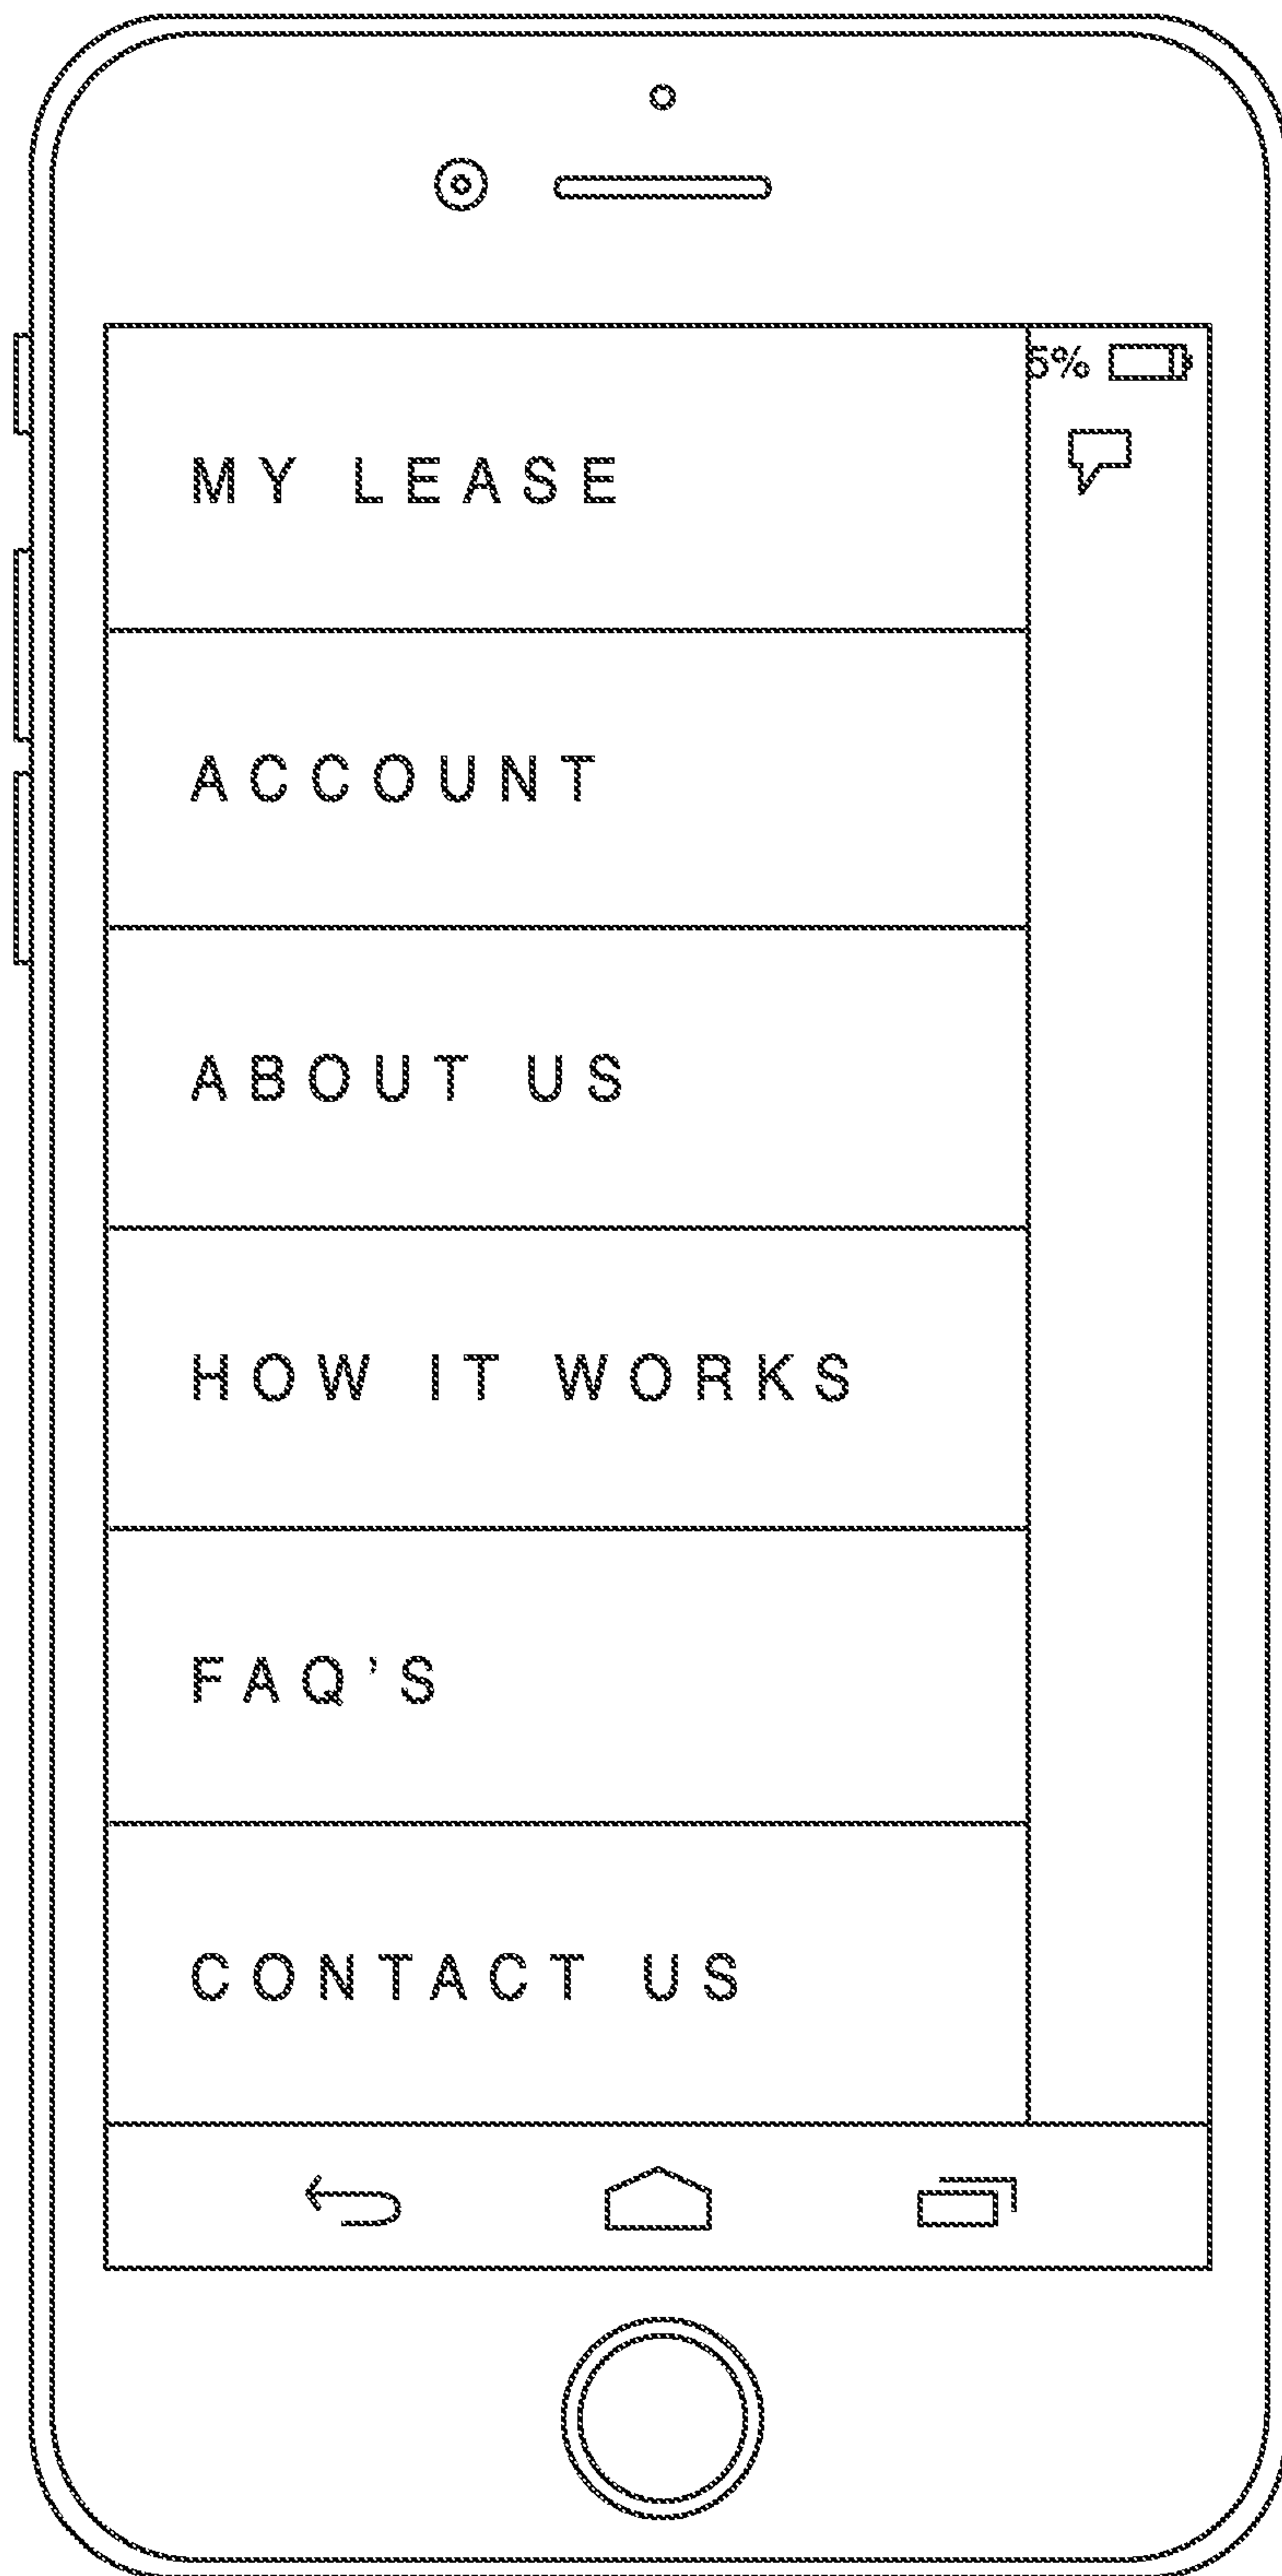 5%
MY LEASE
ACCOUNT
ABOUT US
HOW IT WORKS
FAQ’S
CONTACT US